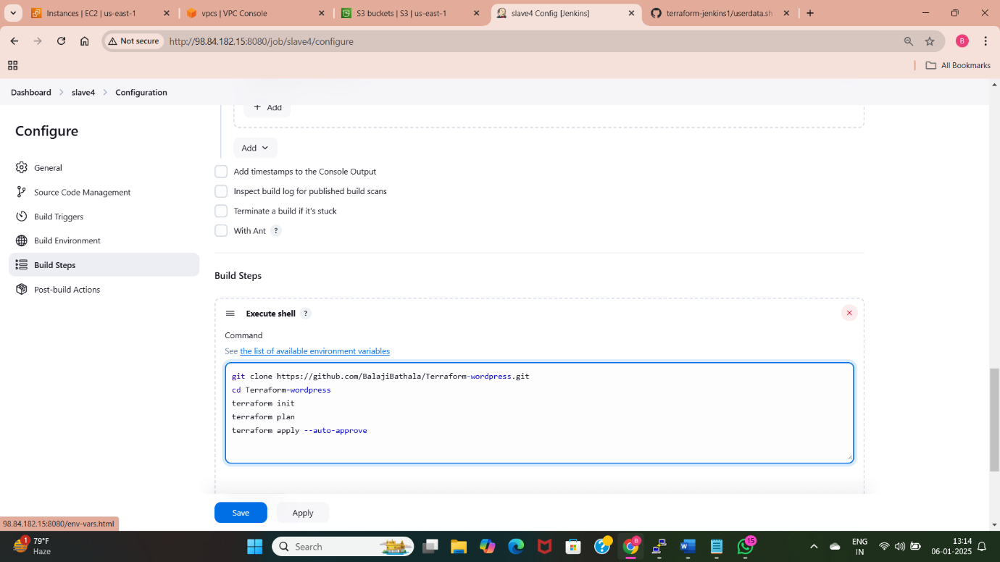 Instances | EC2 | us-east-1
vpcs | VPC Console
S3 buckets | S3 | us-east-1
slave4 Config [Jenkins]
terraform-jenkins1/userdata.sh
Not secure
http://98.84.182.15:8080/job/slave4/configure
B
All Bookmarks
Dashboard > slave4 > Configuration
Configure
General
Source Code Management
Build Triggers
Build Environment
Build Steps
Post-build Actions
+ Add
Add
Add timestamps to the Console Output
Inspect build log for published build scans
Terminate a build if it's stuck
With Ant ?
Build Steps
Execute shell ?
Command
See the list of available environment variables
git clone https://github.com/BalajiBathala/Terraform-wordpress.git
cd Terraform-wordpress
terraform init
terraform plan
terraform apply --auto-approve
Save
Apply
98.84.182.15:8080/env-vars.html
1
79°F
Haze
Search
B
15
ENG
IN
13:14
06-01-2025